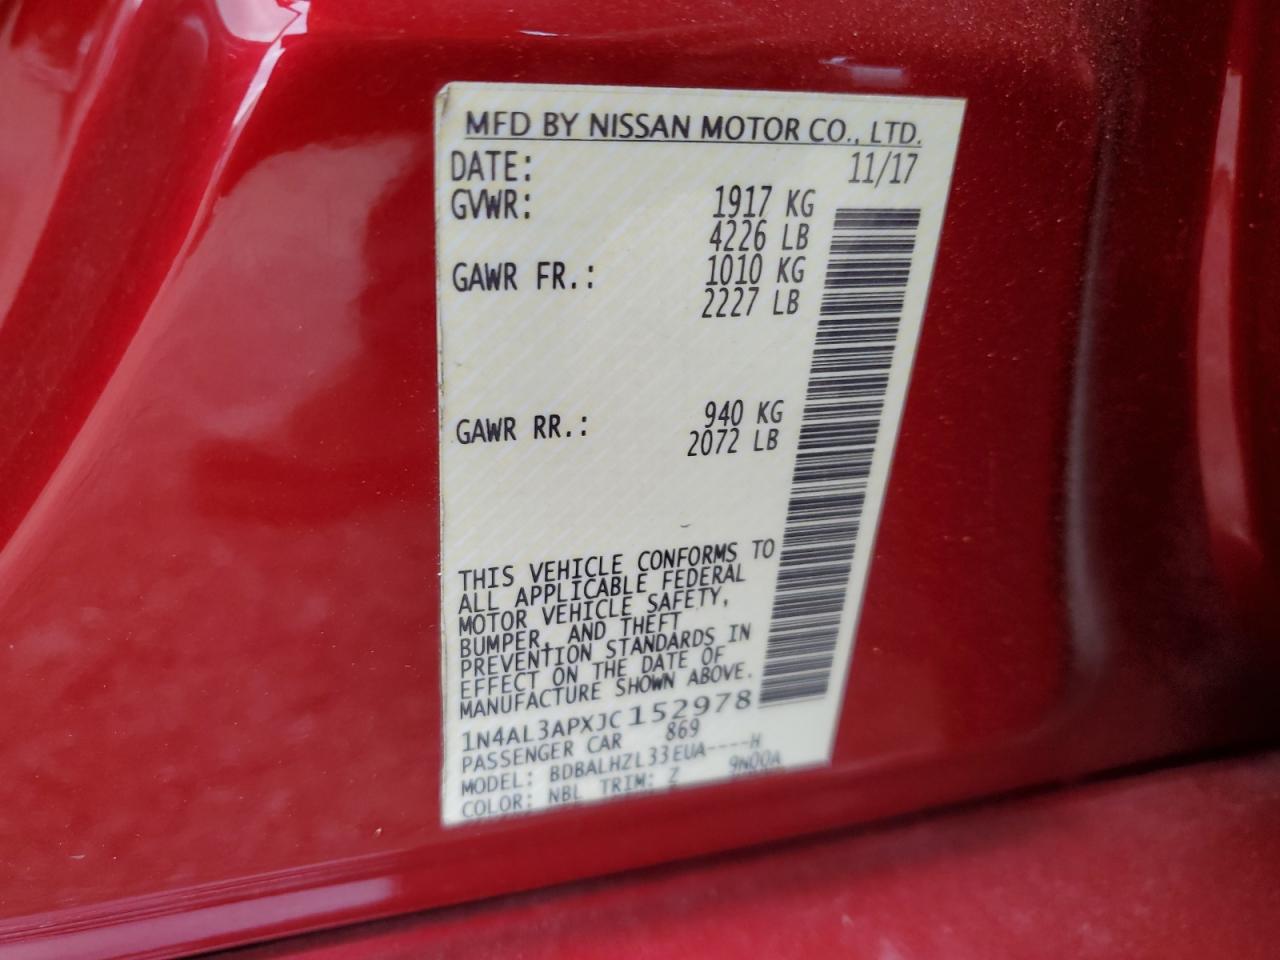 MFD BY NISSAN MOTOR CO., LTD.
DATE: 11/17
GVWR: 1917 KG
4226 LB
GAWR FR.: 1010 KG
2227 LB
GAWR RR.: 940 KG
2072 LB
THIS VEHICLE CONFORMS TO
ALL APPLICABLE FEDERAL
MOTOR VEHICLE SAFETY,
BUMPER, AND THEFT
PREVENTION STANDARDS IN
EFFECT ON THE DATE OF
MANUFACTURE SHOWN ABOVE.
1N4AL3APXJC152978
PASSENGER CAR 869
MODEL: BDBALHZL33EUA----H
COLOR: NBL TRIM: Z 9N00A